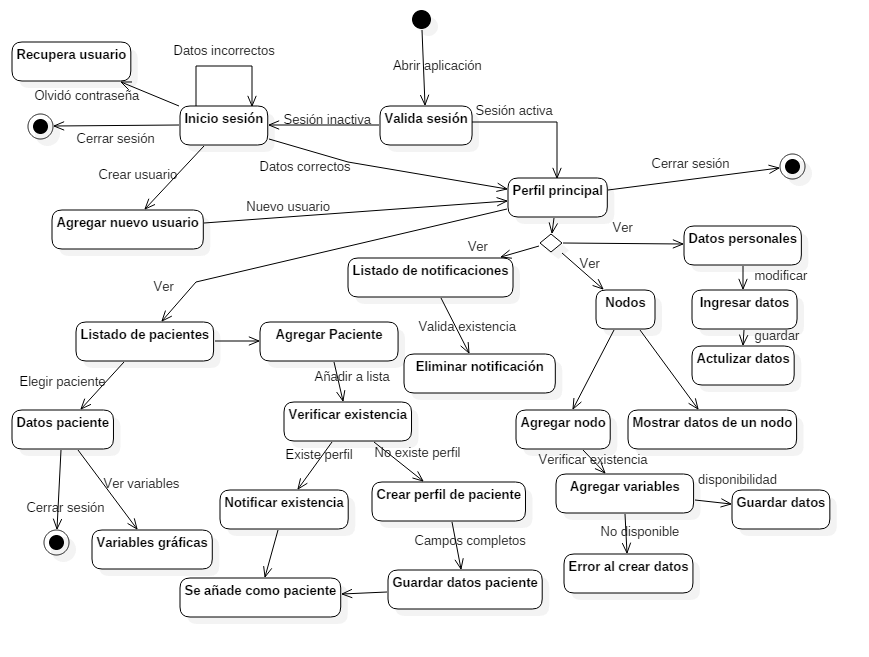 Recupera usuario
Datos incorrectos
Abrir aplicación
Olvidó contraseña
Inicio sesión
Sesión inactiva
Valida sesión
Sesión activa
Cerrar sesión
Datos correctos
Cerrar sesión
Crear usuario
Perfil principal
Agregar nuevo usuario
Nuevo usuario
Ver
Datos personales
Ver
Listado de notificaciones
Ver
modificar
Ver
Nodos
Ingresar datos
Listado de pacientes
Agregar Paciente
Valida existencia
guardar
Eliminar notificación
Actulizar datos
Elegir paciente
Añadir a lista
Datos paciente
Verificar existencia
Agregar nodo
Mostrar datos de un nodo
Existe perfil
No existe perfil
Verificar existencia
Ver variables
Agregar variables
disponibilidad
Cerrar sesión
Notificar existencia
Crear perfil de paciente
Guardar datos
Variables gráficas
Campos completos
No disponible
Error al crear datos
Se añade como paciente
Guardar datos paciente